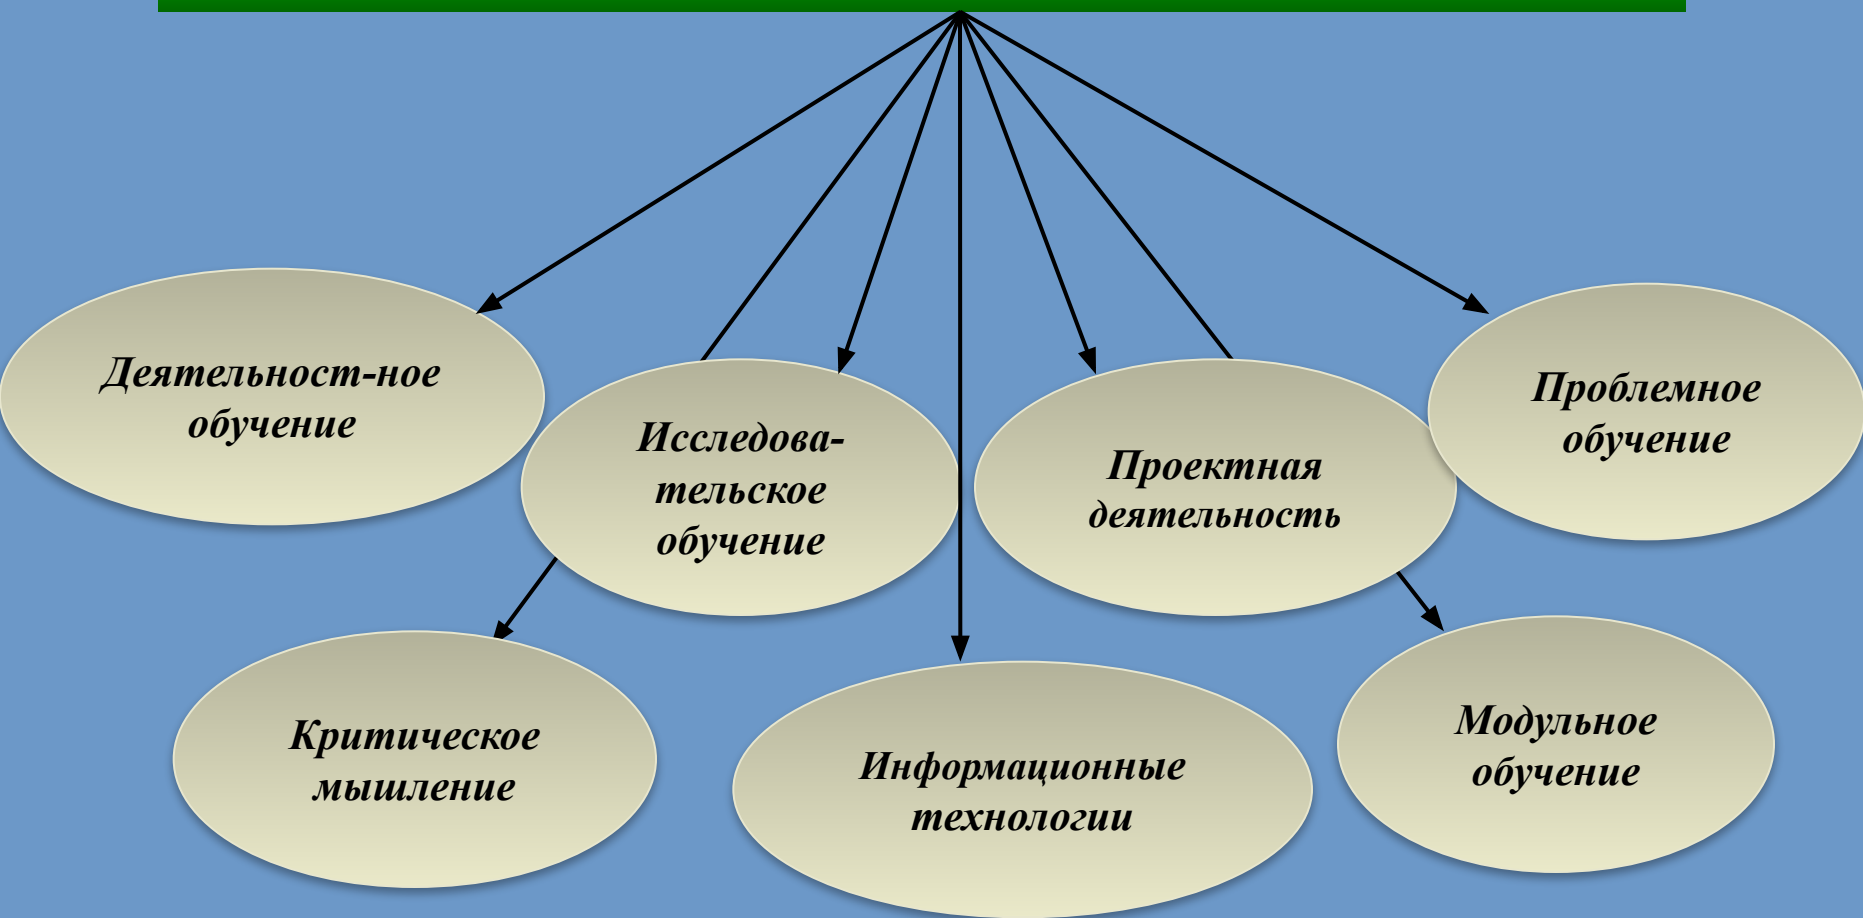 Деятельност-ное
обучение
Исследова-
тельское
обучение
Проектная
деятельность
Проблемное
обучение
Критическое
мышление
Информационные
технологии
Модульное
обучение